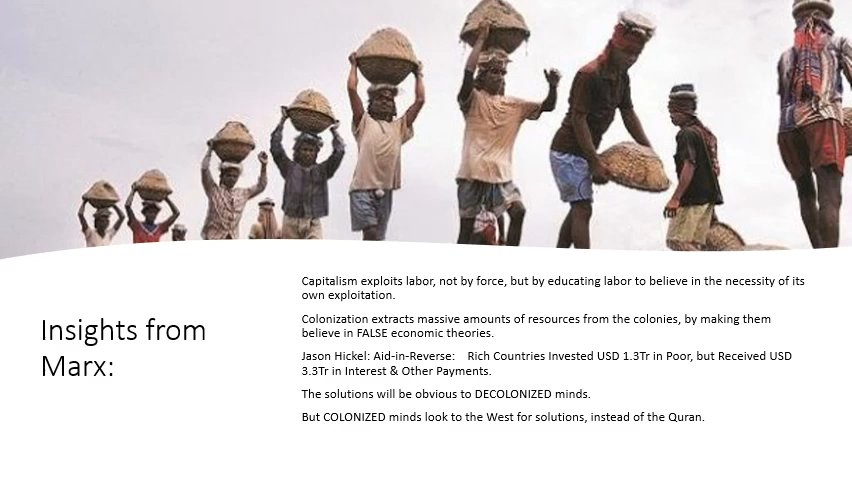 Insights from
Marx:
Capitalism exploits labor, not by force, but by educating labor to believe in the necessity of its
own exploitation.
Colonization extracts massive amounts of resources from the colonies, by making them
believe in FALSE economic theories.
Jason Hickel: Aid-in-Reverse:    Rich Countries Invested USD 1.3Tr in Poor, but Received USD
3.3Tr in Interest & Other Payments.
The solutions will be obvious to DECOLONIZED minds.
But COLONIZED minds look to the West for solutions, instead of the Quran.